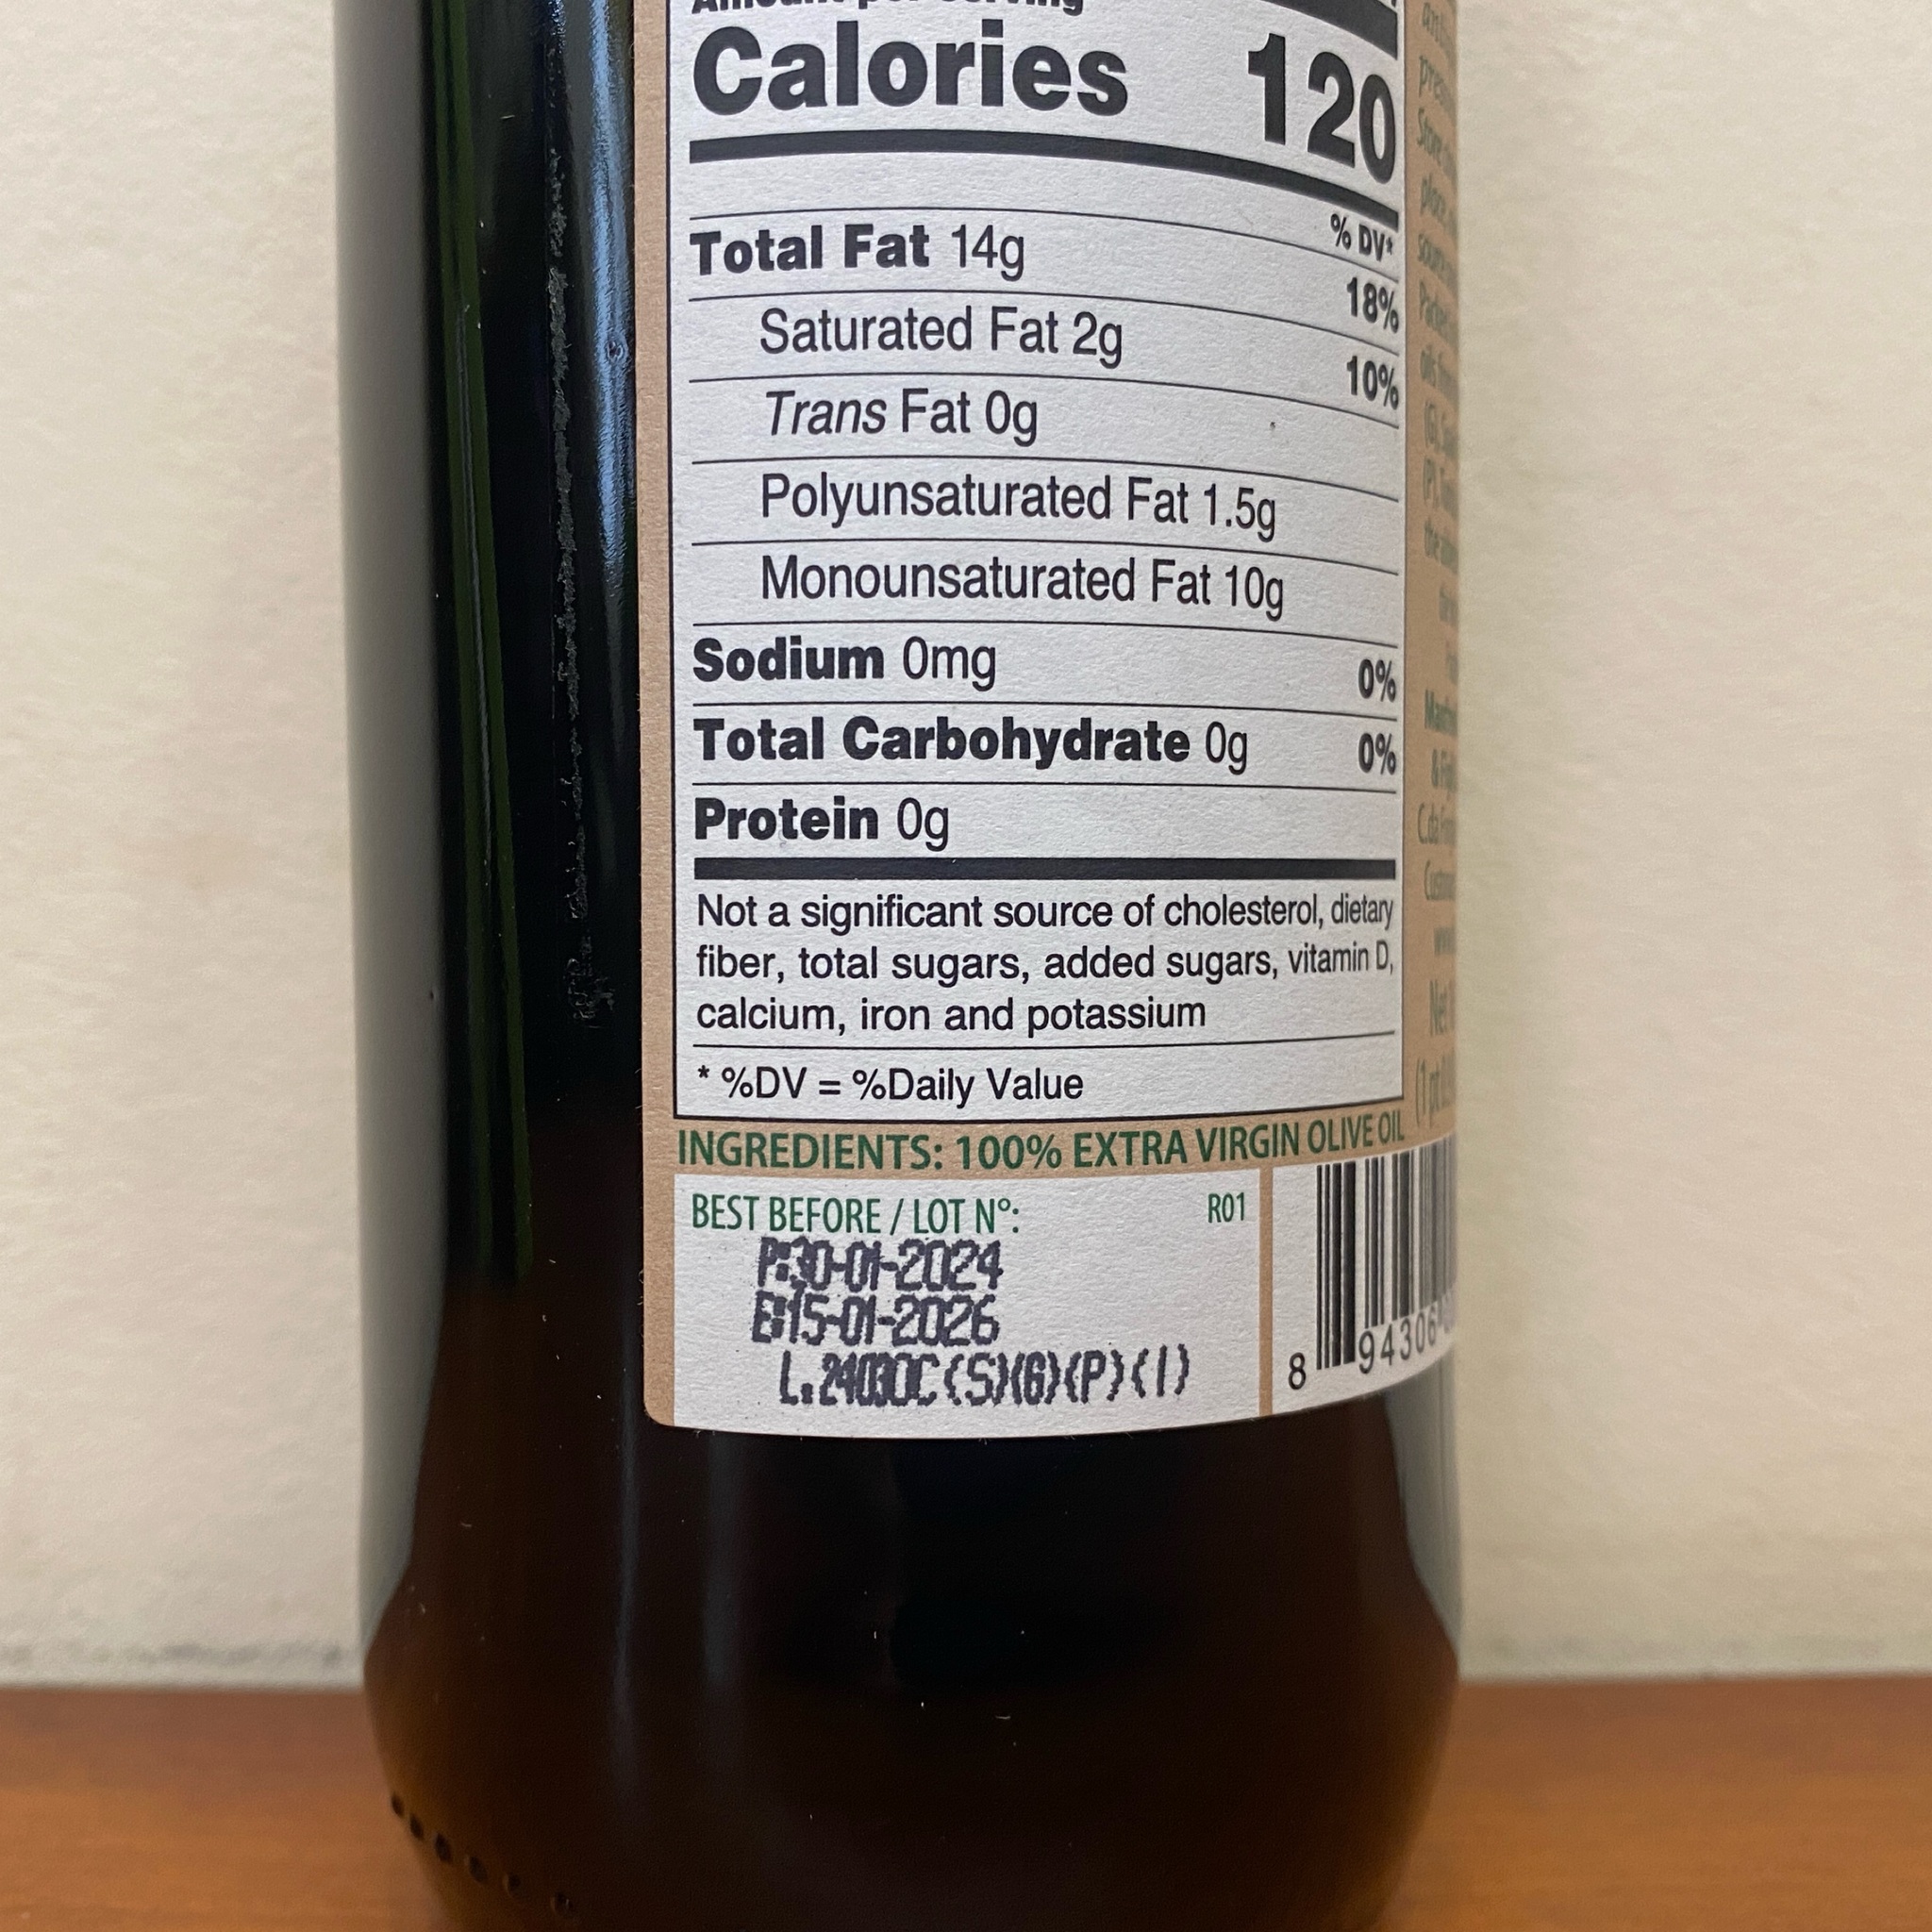 Amount per serving
Calories 120
% DV*
Total Fat 14g 18%
Saturated Fat 2g 10%
Trans Fat 0g
Polyunsaturated Fat 1.5g
Monounsaturated Fat 10g
Sodium 0mg 0%
Total Carbohydrate 0g 0%
Protein 0g
Not a significant source of cholesterol, dietary
fiber, total sugars, added sugars, vitamin D,
calcium, iron and potassium
* %DV = %Daily Value
INGREDIENTS: 100% EXTRA VIRGIN OLIVE OIL
BEST BEFORE / LOT N°: R01
P:30-01-2024
E:15-01-2026
L.24030C(S)(G)(P)(I)
8 94306